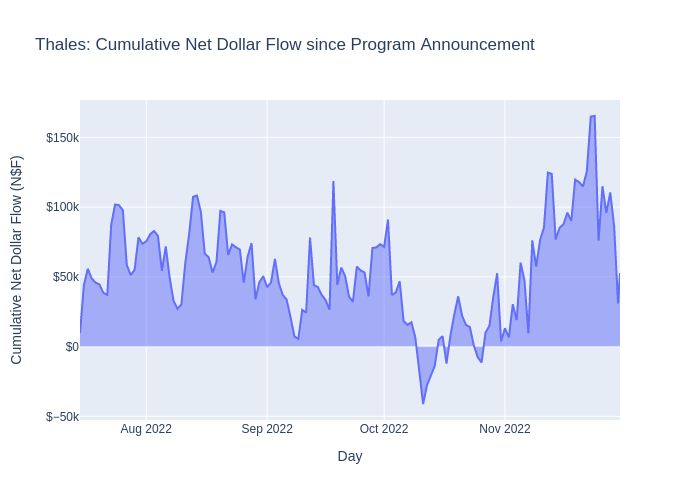 Thales: Cumulative Net Dollar Flow since Program Announcement
Cumulative Net Dollar Flow (N$F)
$150k
$100k
$50k
$0
$−50k
Aug 2022
Sep 2022
Oct 2022
Nov 2022
Day